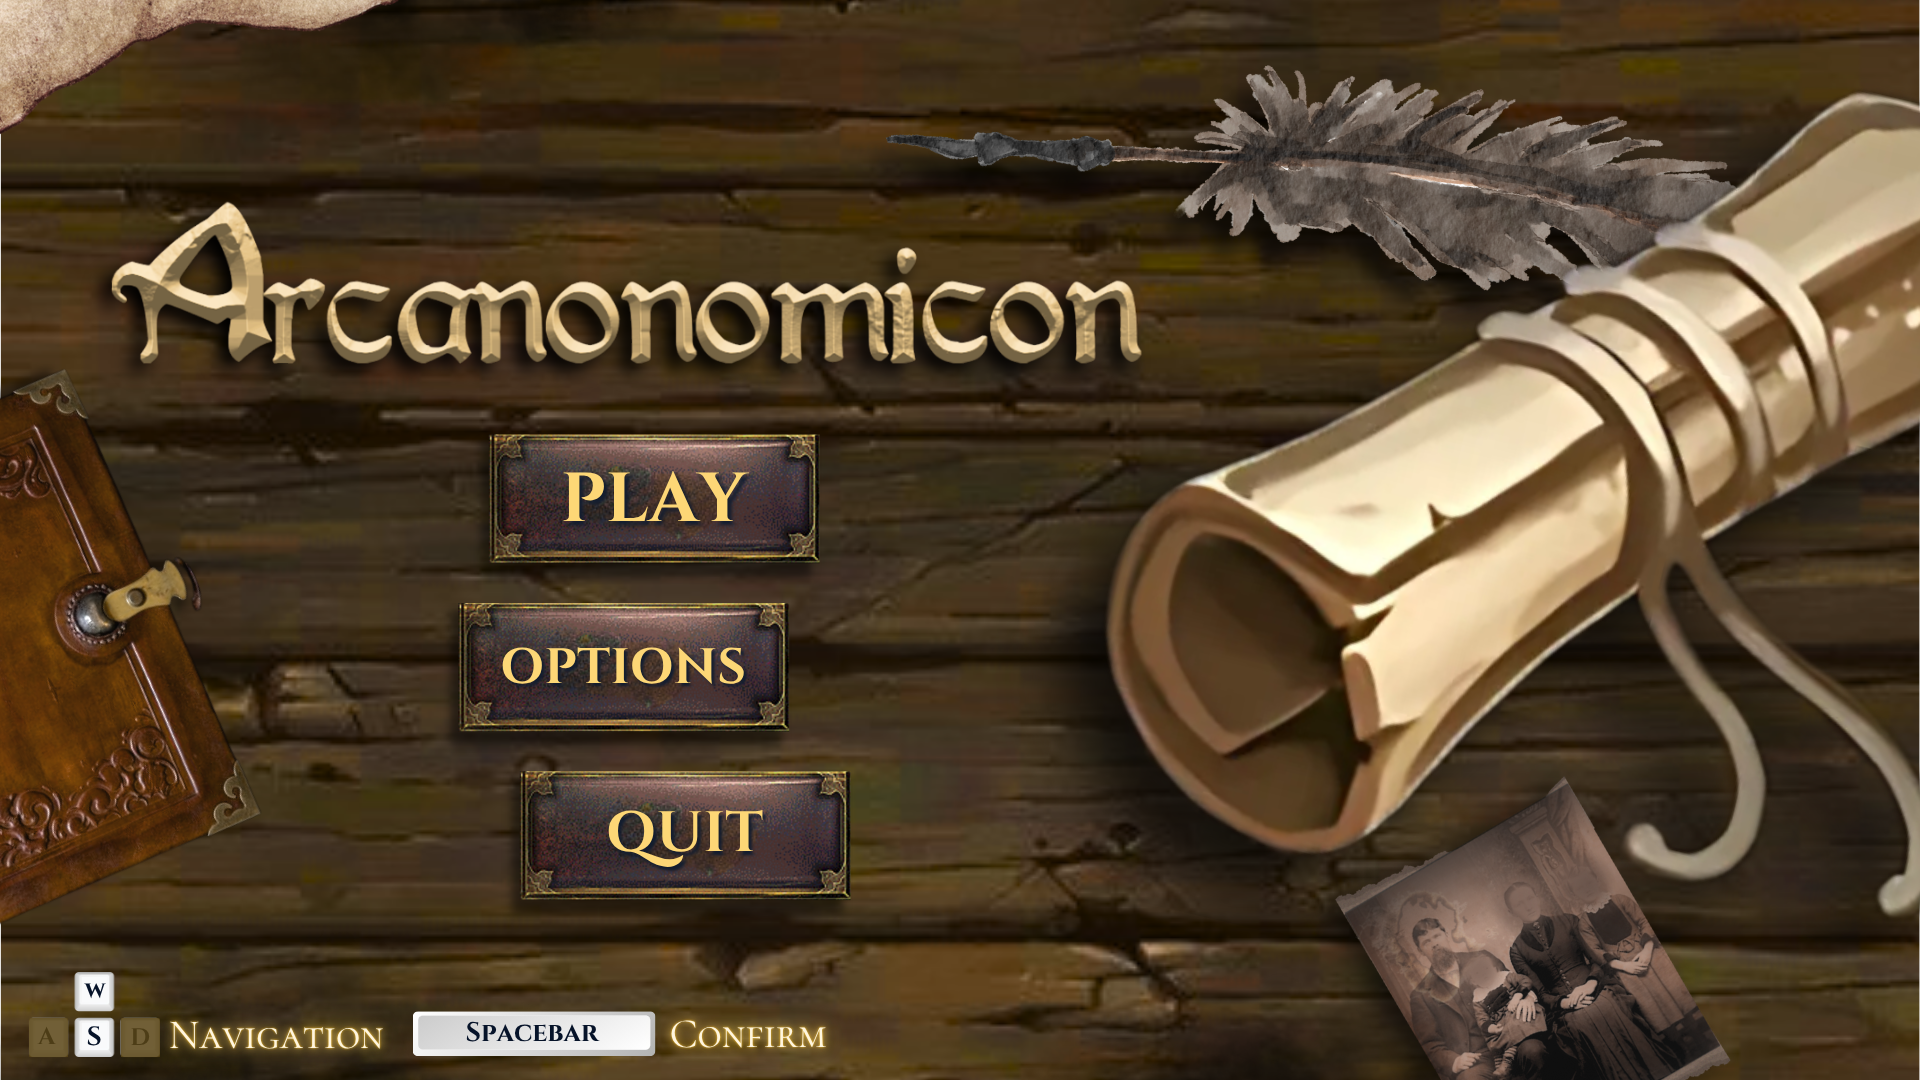 Arcanonomicon
PLAY
OPTIONS
QUIT
W
A S D Navigation Spacebar Confirm